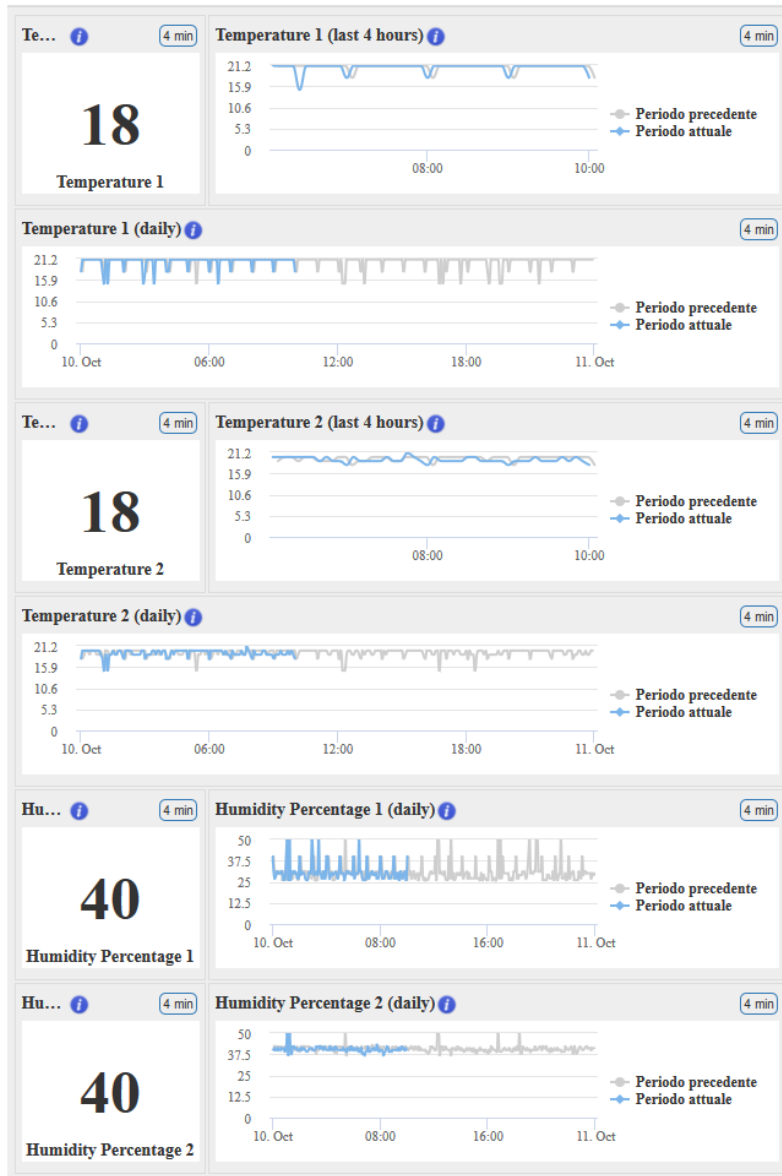 Te... i 4 min
Temperature 1 (last 4 hours) i 4 min
18
Temperature 1
21.2
15.9
10.6
5.3
0
08:00 10:00
Periodo precedente
Periodo attuale
Temperature 1 (daily) i 4 min
21.2
15.9
10.6
5.3
0
10. Oct 06:00 12:00 18:00 11. Oct
Periodo precedente
Periodo attuale
Te... i 4 min
Temperature 2 (last 4 hours) i 4 min
18
Temperature 2
21.2
15.9
10.6
5.3
0
08:00 10:00
Periodo precedente
Periodo attuale
Temperature 2 (daily) i 4 min
21.2
15.9
10.6
5.3
0
10. Oct 06:00 12:00 18:00 11. Oct
Periodo precedente
Periodo attuale
Hu... i 4 min
Humidity Percentage 1 (daily) i 4 min
40
Humidity Percentage 1
50
37.5
25
12.5
0
10. Oct 08:00 16:00 11. Oct
Periodo precedente
Periodo attuale
Hu... i 4 min
Humidity Percentage 2 (daily) i 4 min
40
Humidity Percentage 2
50
37.5
25
12.5
0
10. Oct 08:00 16:00 11. Oct
Periodo precedente
Periodo attuale